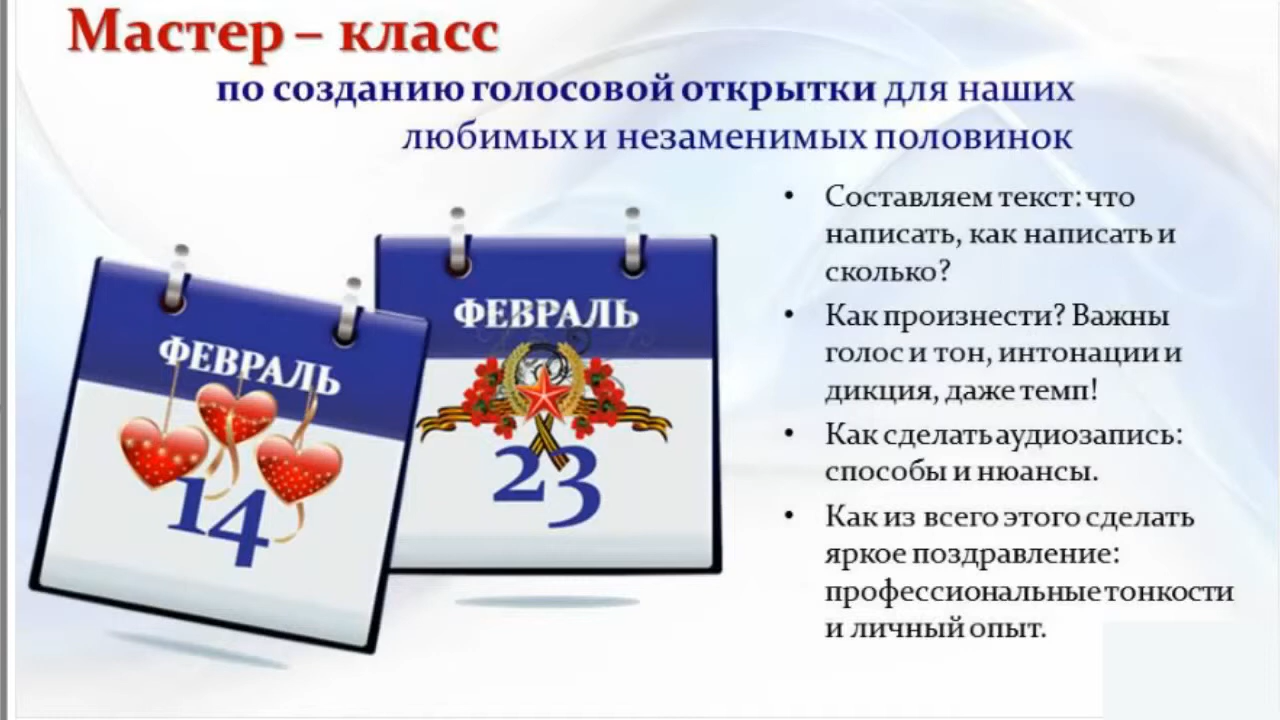 Мастер – класс
по созданию голосовой открытки для наших
любимых и незаменимых половинок
ФЕВРАЛЬ
14
ФЕВРАЛЬ
23
• Составляем текст: что
написать, как написать и
сколько?
• Как произнести? Важны
голос и тон, интонации и
дикция, даже темп!
• Как сделать аудиозапись:
способы и нюансы.
• Как из всего этого сделать
яркое поздравление:
профессиональные тонкости
и личный опыт.